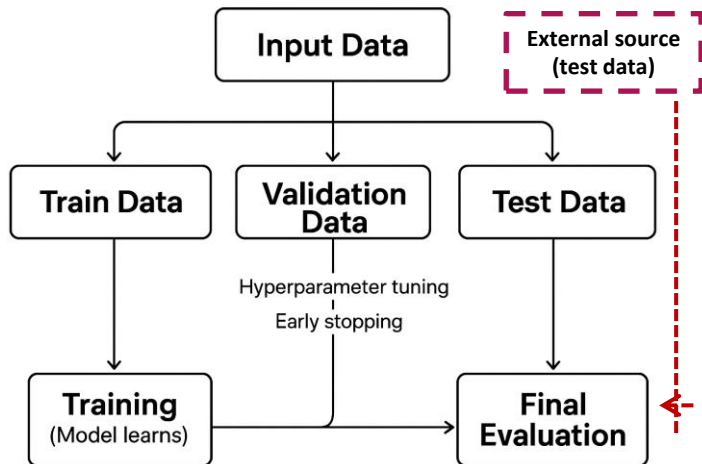 Input Data
External source
(test data)
Train Data
Validation
Data
Test Data
Hyperparameter tuning
Early stopping
Training
(Model learns)
Final
Evaluation